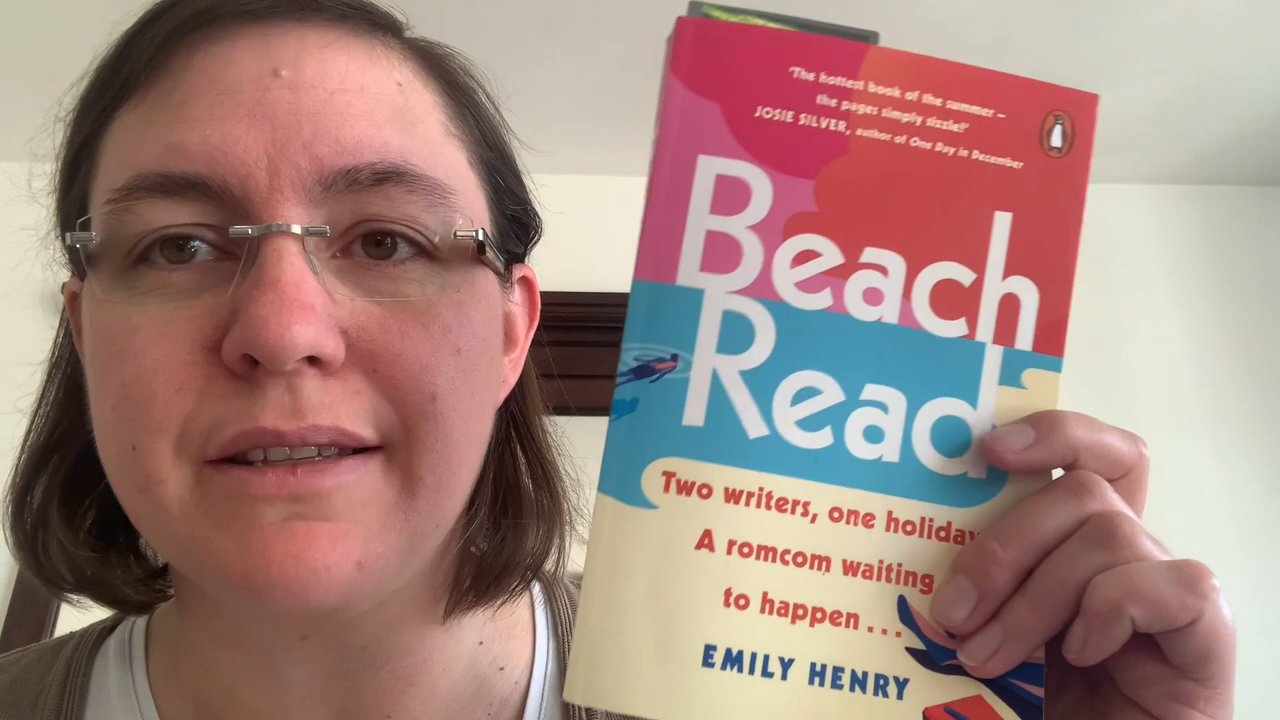 'The hottest book of the summer –
the pages simply sizzle!'
JOSIE SILVER, author of One Day in December
Beach
Read
Two writers, one holiday
A romcom waiting
to happen . . .
EMILY HENRY